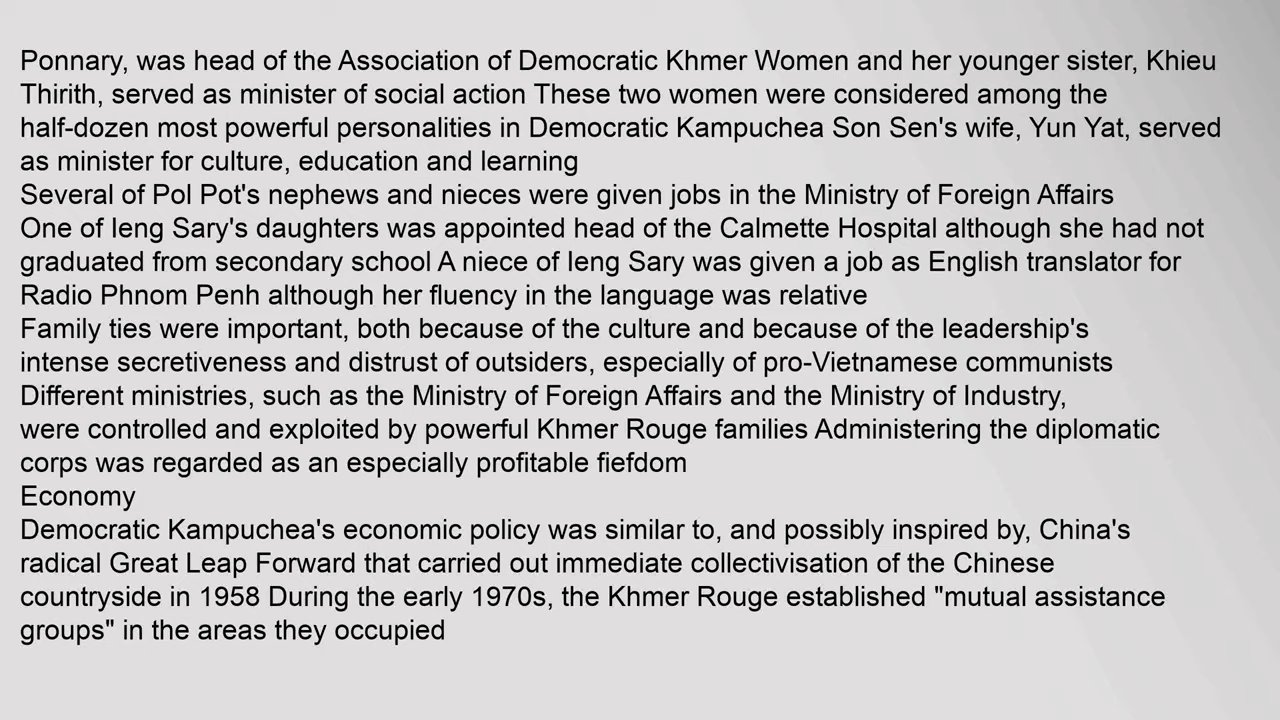 Ponnary, was head of the Association of Democratic Khmer Women and her younger sister, Khieu
Thirith, served as minister of social action These two women were considered among the
half-dozen most powerful personalities in Democratic Kampuchea Son Sen's wife, Yun Yat, served
as minister for culture, education and learning
Several of Pol Pot's nephews and nieces were given jobs in the Ministry of Foreign Affairs
One of Ieng Sary's daughters was appointed head of the Calmette Hospital although she had not
graduated from secondary school A niece of Ieng Sary was given a job as English translator for
Radio Phnom Penh although her fluency in the language was relative
Family ties were important, both because of the culture and because of the leadership's
intense secretiveness and distrust of outsiders, especially of pro-Vietnamese communists
Different ministries, such as the Ministry of Foreign Affairs and the Ministry of Industry,
were controlled and exploited by powerful Khmer Rouge families Administering the diplomatic
corps was regarded as an especially profitable fiefdom
Economy
Democratic Kampuchea's economic policy was similar to, and possibly inspired by, China's
radical Great Leap Forward that carried out immediate collectivisation of the Chinese
countryside in 1958 During the early 1970s, the Khmer Rouge established "mutual assistance
groups" in the areas they occupied